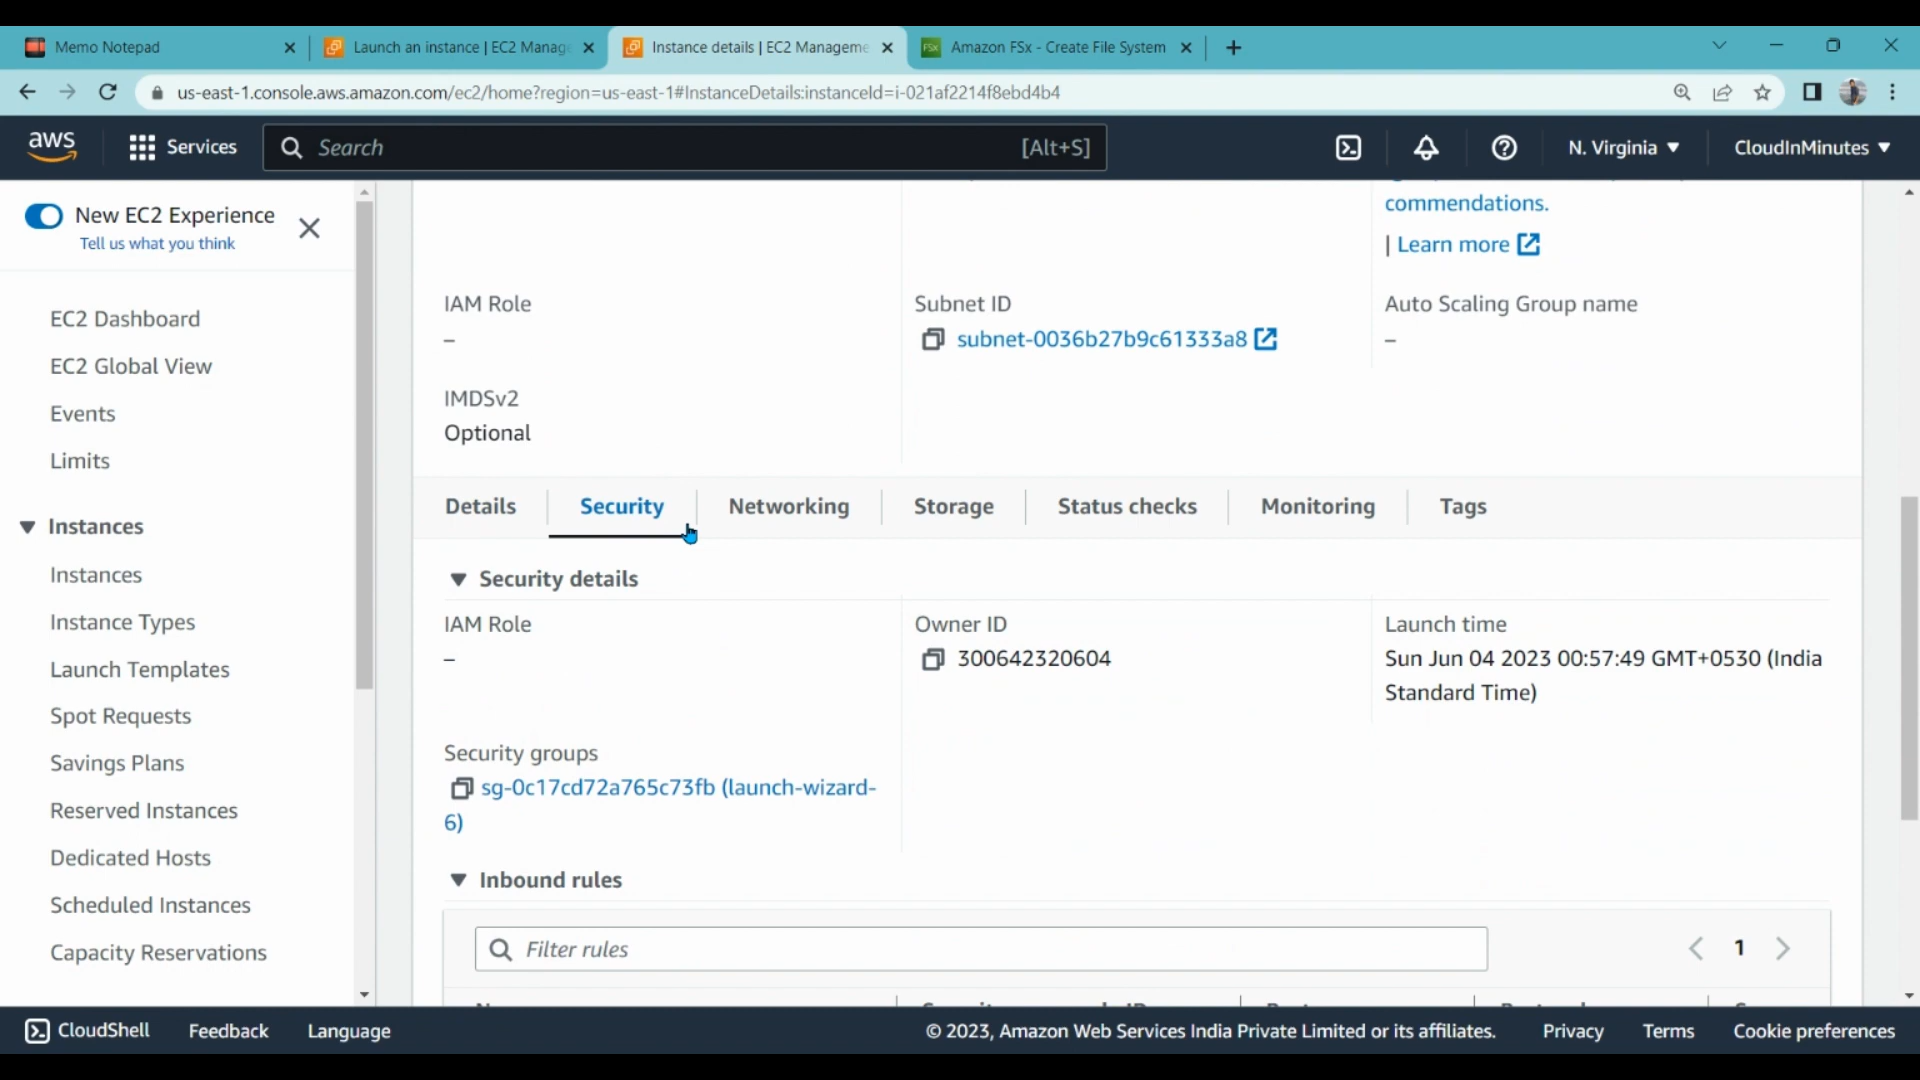 Memo Notepad
Launch an instance | EC2 Manag
Instance details | EC2 Manageme
Amazon FSx - Create File System
us-east-1.console.aws.amazon.com/ec2/home?region=us-east-1#InstanceDetails:instanceId=i-021af2214f8ebd4b4
aws
Services
Search
[Alt+S]
N. Virginia
CloudInMinutes
New EC2 Experience
Tell us what you think
EC2 Dashboard
EC2 Global View
Events
Limits
Instances
Instances
Instance Types
Launch Templates
Spot Requests
Savings Plans
Reserved Instances
Dedicated Hosts
Scheduled Instances
Capacity Reservations
commendations.
| Learn more
IAM Role
–
Subnet ID
subnet-0036b27b9c61333a8
Auto Scaling Group name
–
IMDSv2
Optional
Details
Security
Networking
Storage
Status checks
Monitoring
Tags
Security details
IAM Role
–
Owner ID
300642320604
Launch time
Sun Jun 04 2023 00:57:49 GMT+0530 (India
Standard Time)
Security groups
sg-0c17cd72a765c73fb (launch-wizard-
6)
Inbound rules
Filter rules
1
CloudShell
Feedback
Language
© 2023, Amazon Web Services India Private Limited or its affiliates.
Privacy
Terms
Cookie preferences